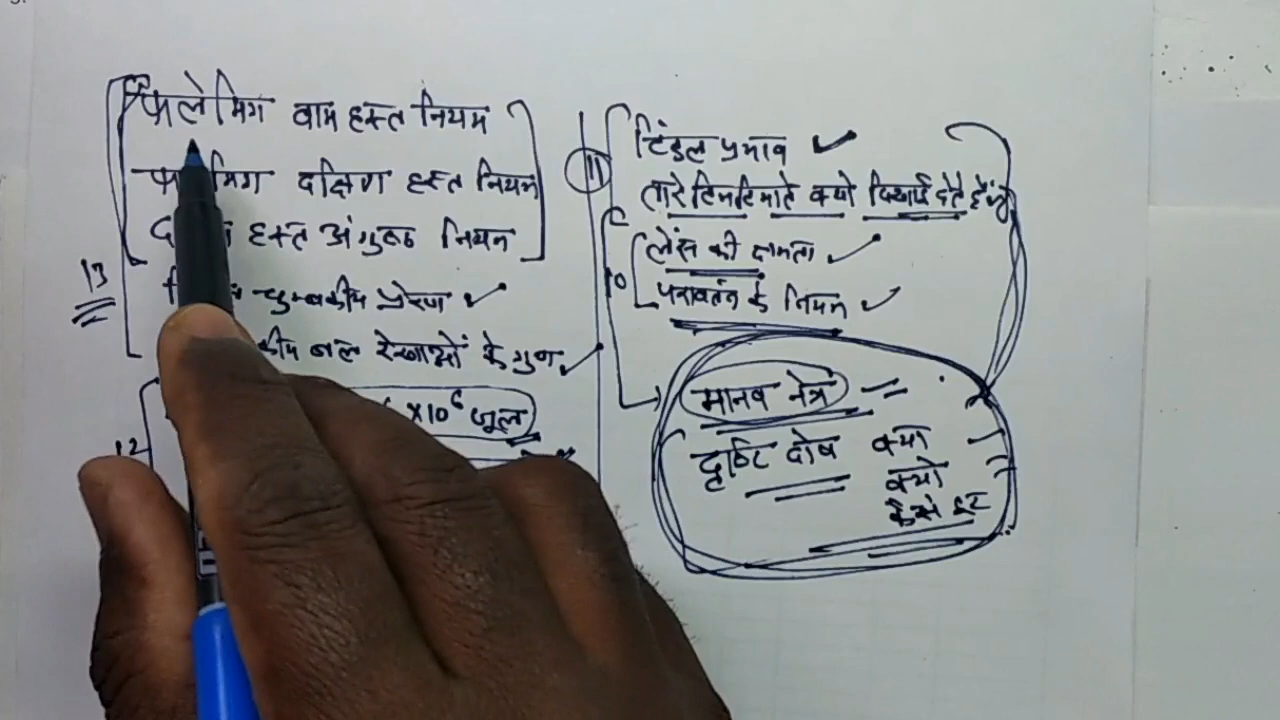 फ्लेमिंग वाम हस्त नियम
मिंग दक्षिण हस्त नियम
हस्त अंगुष्ठ नियम
13
चुम्बकीय प्रेरण
बल रेखाओं के गुण
12
×10⁶ जूल
11
टिंडल प्रभाव
तारे टिमटिमाते क्यो दिखाई देते हैं
10
लेंस की क्षमता
परावर्तन के नियम
मानव नेत्र
दृष्टि दोष क्या
क्यो
कैसे दूर